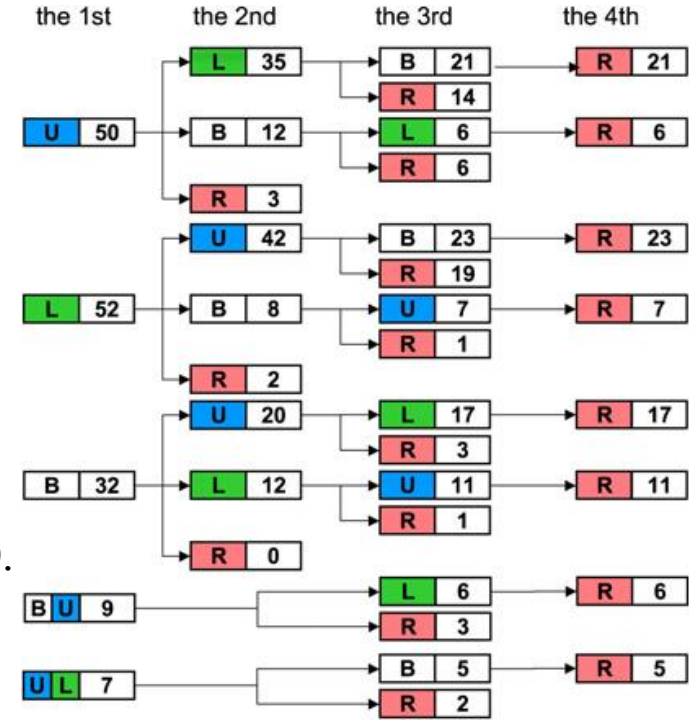 the 1st the 2nd the 3rd the 4th
L 35 B 21 R 21
R 14
U 50 B 12 L 6 R 6
R 6
R 3
U 42 B 23 R 23
R 19
L 52 B 8 U 7 R 7
R 1
R 2
U 20 L 17 R 17
R 3
B 32 L 12 U 11 R 11
R 1
R 0
).
B U 9 L 6 R 6
R 3
U L 7 B 5 R 5
R 2